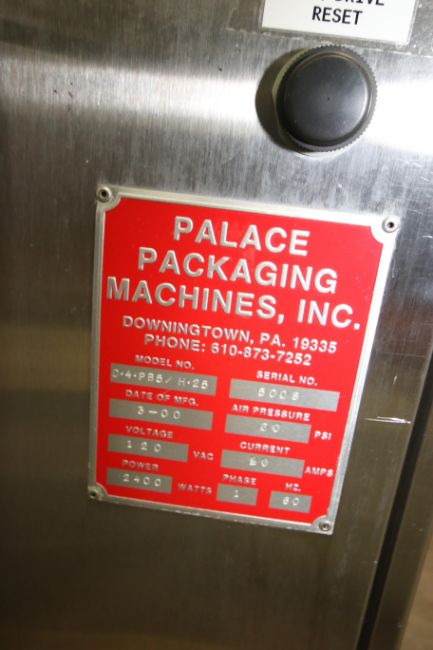 DRIVE
RESET
PALACE
PACKAGING
MACHINES, INC.
DOWNINGTOWN, PA. 19335
PHONE: 610-873-7252
MODEL NO. SERIAL NO.
DATE OF MFG. 3-00
AIR PRESSURE PSI
VOLTAGE 120 VAC
CURRENT AMPS
POWER 2400 WATTS
PHASE 1
HZ. 60